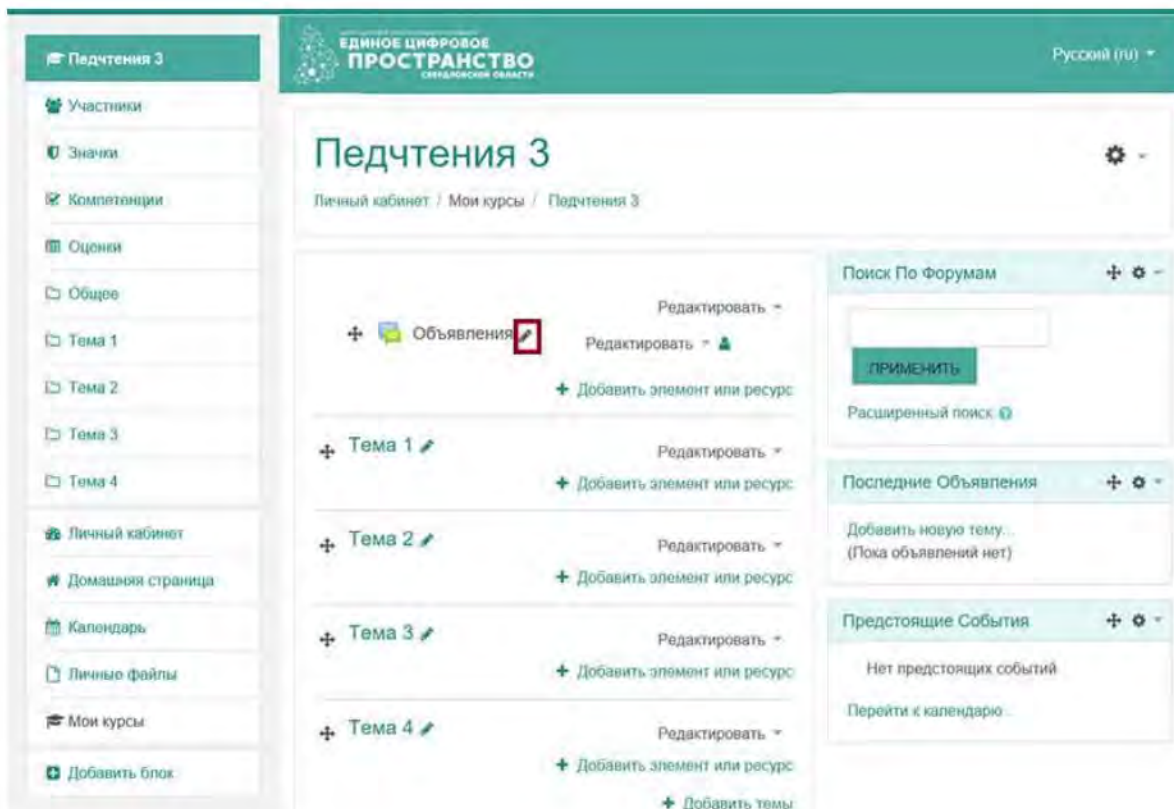 Педчтения 3
Участники
Значки
Компетенции
Оценки
Общее
Тема 1
Тема 2
Тема 3
Тема 4
Личный кабинет
Домашняя страница
Календарь
Личные файлы
Мои курсы
Добавить блок
ЕДИНОЕ ЦИФРОВОЕ
ПРОСТРАНСТВО
СВЕРДЛОВСКОЙ ОБЛАСТИ
Русский (ru)
Педчтения 3
Личный кабинет / Мои курсы / Педчтения 3
Редактировать
Объявления
Редактировать
Добавить элемент или ресурс
Тема 1
Редактировать
Добавить элемент или ресурс
Тема 2
Редактировать
Добавить элемент или ресурс
Тема 3
Редактировать
Добавить элемент или ресурс
Тема 4
Редактировать
Добавить элемент или ресурс
Добавить темы
Поиск По Форумам
ПРИМЕНИТЬ
Расширенный поиск
Последние Объявления
Добавить новую тему...
(Пока объявлений нет)
Предстоящие События
Нет предстоящих событий
Перейти к календарю...